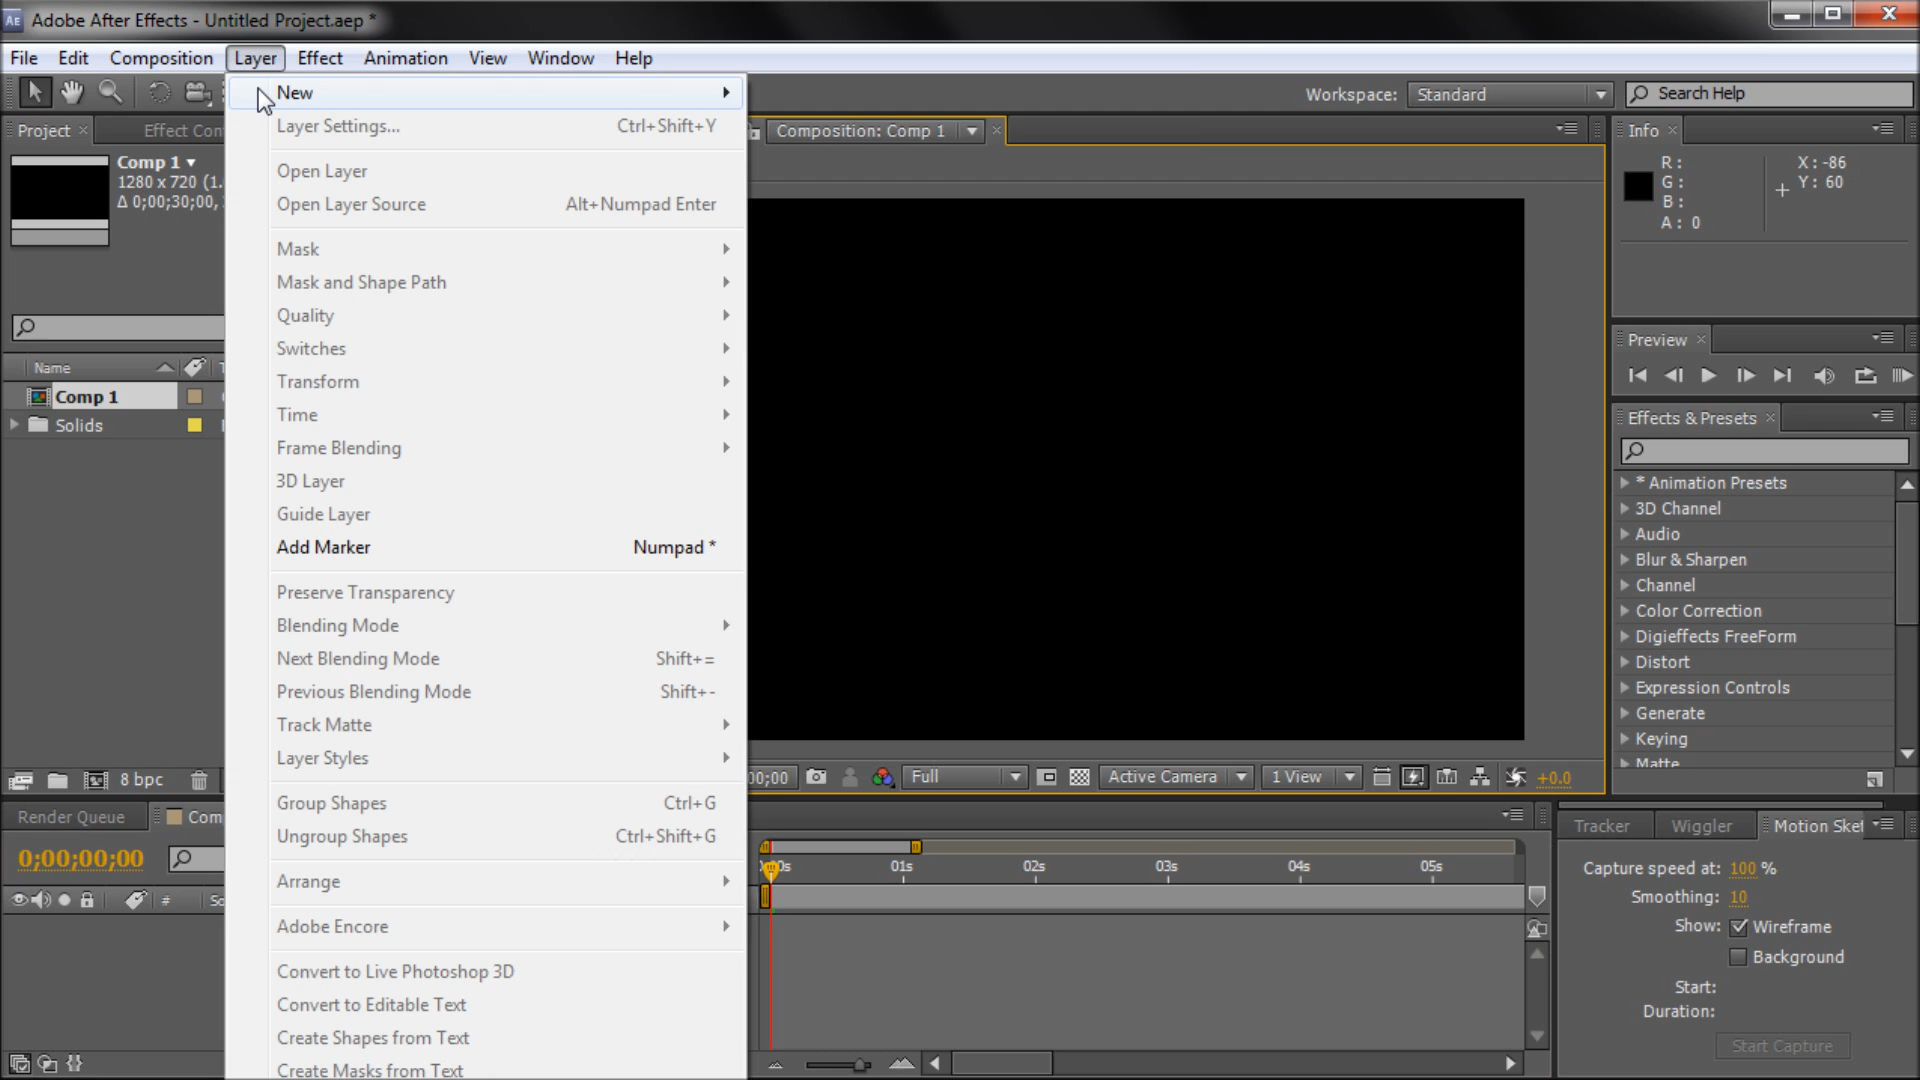 Adobe After Effects - Untitled Project.aep *
File Edit Composition Layer Effect Animation View Window Help
Workspace: Standard
Search Help
Project
Effect Con
Comp 1
1280 x 720 (1.
Δ 0;00;30;00,
Name
Comp 1
Solids
8 bpc
New
Layer Settings... Ctrl+Shift+Y
Open Layer
Open Layer Source Alt+Numpad Enter
Mask
Mask and Shape Path
Quality
Switches
Transform
Time
Frame Blending
3D Layer
Guide Layer
Add Marker Numpad *
Preserve Transparency
Blending Mode
Next Blending Mode Shift+=
Previous Blending Mode Shift+-
Track Matte
Layer Styles
Group Shapes Ctrl+G
Ungroup Shapes Ctrl+Shift+G
Arrange
Adobe Encore
Convert to Live Photoshop 3D
Convert to Editable Text
Create Shapes from Text
Create Masks from Text
Composition: Comp 1
00;00
Full
Active Camera
1 View
+0.0
Info
R :
G :
B :
A : 0
X : -86
Y : 60
Preview
Effects & Presets
* Animation Presets
3D Channel
Audio
Blur & Sharpen
Channel
Color Correction
Digieffects FreeForm
Distort
Expression Controls
Generate
Keying
Matte
Render Queue
Com
0;00;00;00
#
So
01s 02s 03s 04s 05s
Tracker
Wiggler
Motion Sket
Capture speed at: 100 %
Smoothing: 10
Show: Wireframe
Background
Start:
Duration:
Start Capture